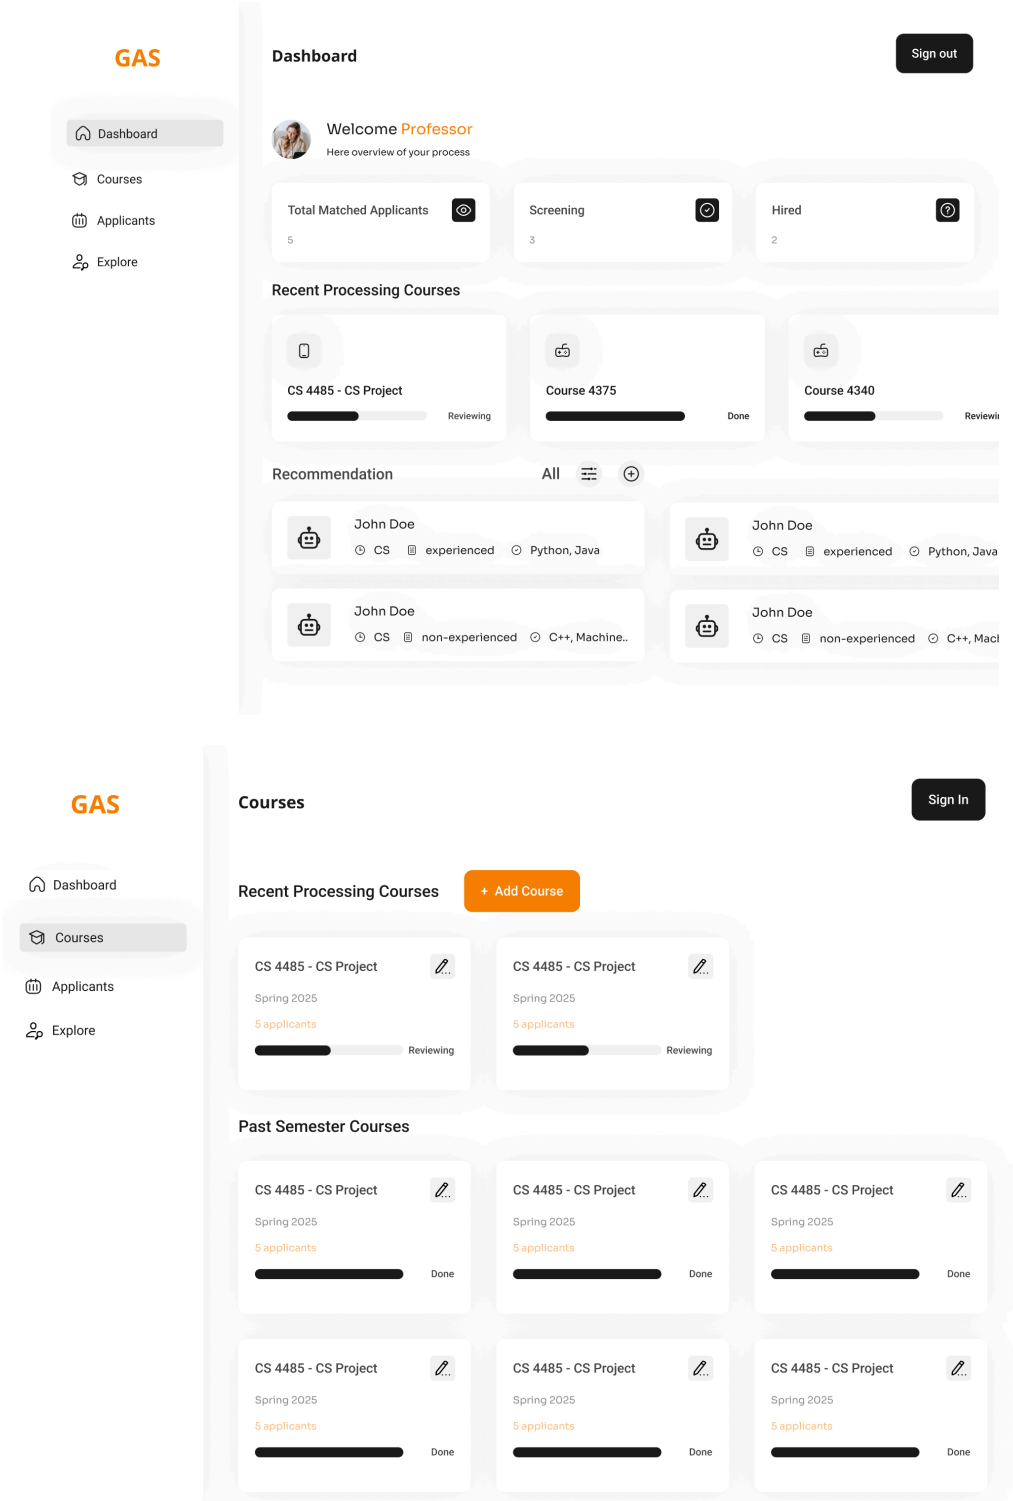 GAS
Dashboard
Sign out
Dashboard
Courses
Applicants
Explore
Welcome Professor
Here overview of your process
Total Matched Applicants
5
Screening
3
Hired
2
Recent Processing Courses
CS 4485 - CS Project
Reviewing
Course 4375
Done
Course 4340
Reviewin
Recommendation
All
John Doe
CS experienced Python, Java
John Doe
CS experienced Python, Java
John Doe
CS non-experienced C++, Machine..
John Doe
CS non-experienced C++, Mach
GAS
Courses
Sign In
Dashboard
Courses
Applicants
Explore
Recent Processing Courses
+ Add Course
CS 4485 - CS Project
Spring 2025
5 applicants
Reviewing
CS 4485 - CS Project
Spring 2025
5 applicants
Reviewing
Past Semester Courses
CS 4485 - CS Project
Spring 2025
5 applicants
Done
CS 4485 - CS Project
Spring 2025
5 applicants
Done
CS 4485 - CS Project
Spring 2025
5 applicants
Done
CS 4485 - CS Project
Spring 2025
5 applicants
Done
CS 4485 - CS Project
Spring 2025
5 applicants
Done
CS 4485 - CS Project
Spring 2025
5 applicants
Done